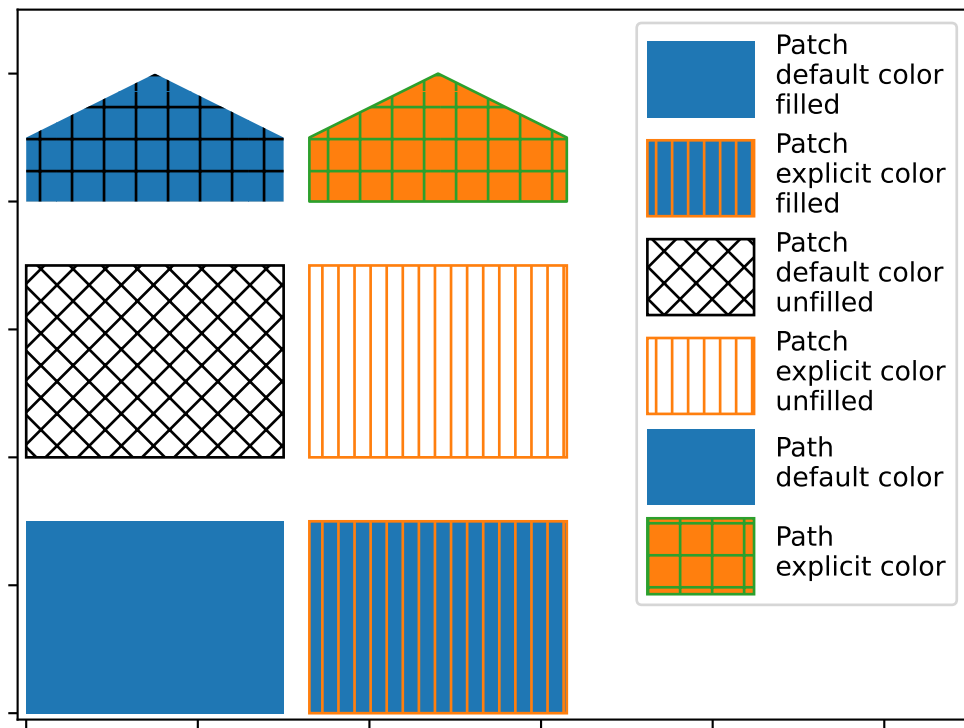 Patch
default color
filled
Patch
explicit color
filled
Patch
default color
unfilled
Patch
explicit color
unfilled
Path
default color
Path
explicit color